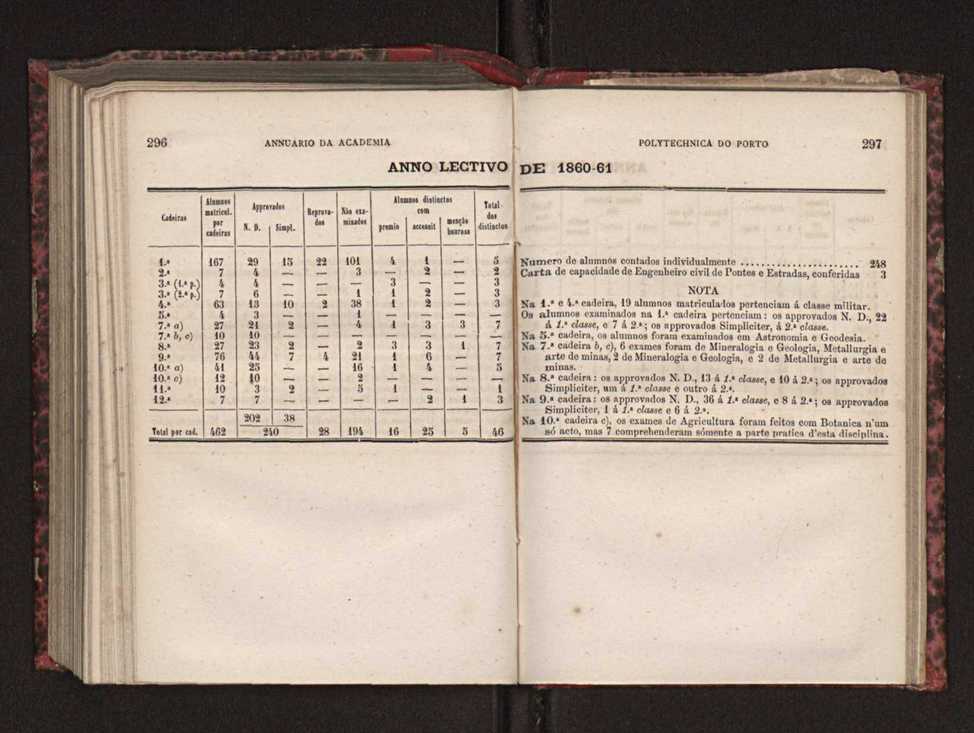 296
ANNUARIO DA ACADEMIA
POLYTECHNICA DO PORTO
297
ANNO LECTIVO DE 1860-61
Cadeiras | Alumnos matricul. por cadeiras | Approvados N. D. | Approvados Simpl. | Reprova-dos | Não exa-minados | Alumnos distinctos com premio | accessit | menção honrosa | Total dos distinctos
1.ª 167 29 15 22 101 4 1 — 5
2.ª 7 4 — — 3 — 2 — 2
3.ª (1.ª p.) 4 4 — — — 3 — — 3
3.ª (2.ª p.) 7 6 — — 1 1 2 — 3
4.ª 63 13 10 2 38 1 2 — 3
5.ª 4 3 — — 1 — — — —
7.ª a) 27 21 2 — 4 1 3 3 7
7.ª b, c) 10 10 — — — — — — —
8.ª 27 23 2 — 2 3 3 1 7
9.ª 76 44 7 4 21 1 6 — 7
10.ª a) 41 25 — — 16 1 4 — 5
10.ª c) 12 10 — — 2 — — — —
11.ª 10 3 2 — 5 1 — — 1
12.ª 7 7 — — — — 2 1 3
202 38
Total por cad. 462 240 28 194 16 25 5 46
Numero de alumnos contados individualmente ..................... 248
Carta de capacidade de Engenheiro civil de Pontes e Estradas, conferidas 3
NOTA
Na 1.ª e 4.ª cadeira, 19 alumnos matriculados pertenciam á classe militar.
Os alumnos examinados na 1.ª cadeira pertenciam: os approvados N. D., 22
á 1.ª classe, e 7 á 2.ª; os approvados Simpliciter, á 2.ª classe.
Na 5.ª cadeira, os alumnos foram examinados em Astronomia e Geodesia.
Na 7.ª cadeira b, c), 6 exames foram de Mineralogia e Geologia, Metallurgia e
arte de minas, 2 de Mineralogia e Geologia, e 2 de Metallurgia e arte de
minas.
Na 8.ª cadeira: os approvados N. D., 13 á 1.ª classe, e 10 á 2.ª; os approvados
Simpliciter, um á 1.ª classe e outro á 2.ª.
Na 9.ª cadeira: os approvados N. D., 36 á 1.ª classe, e 8 á 2.ª; os approvados
Simpliciter, 1 á 1.ª classe e 6 á 2.ª.
Na 10.ª cadeira c), os exames de Agricultura foram feitos com Botanica n'um
só acto, mas 7 comprehenderam sómente a parte pratica d'esta disciplina.